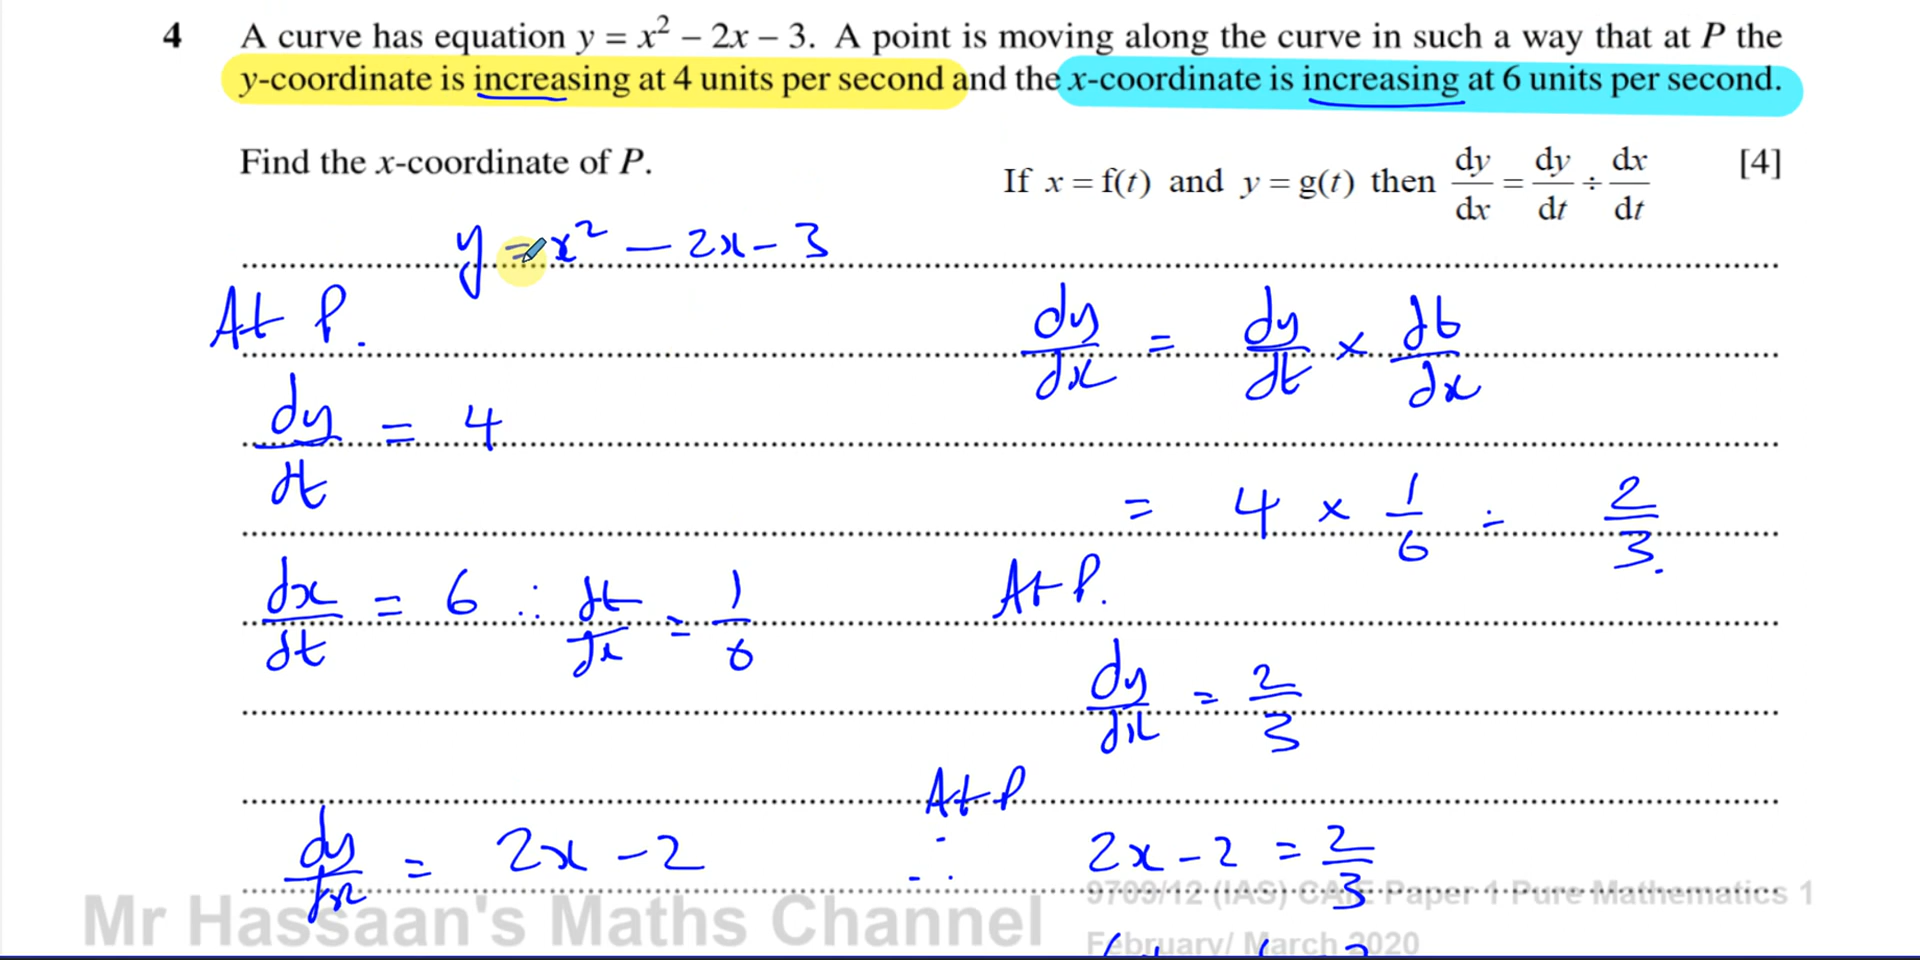 4 A curve has equation y = x² − 2x − 3. A point is moving along the curve in such a way that at P the
y-coordinate is increasing at 4 units per second and the x-coordinate is increasing at 6 units per second.
Find the x-coordinate of P.
If x = f(t) and y = g(t) then dy/dx = dy/dt ÷ dx/dt [4]
y = x² − 2x − 3
At P.
dy/dx = dy/dt × dt/dx
dy/dt = 4
= 4 × 1/6 = 2/3.
dx/dt = 6 ∴ dt/dx = 1/6
At P.
dy/dx = 2/3
At P
dy/dx = 2x − 2
∴ 2x − 2 = 2/3
9709/12 (IAS) CAIE Paper 1 Pure Mathematics 1
Mr Hassaan's Maths Channel
February/ March 2020